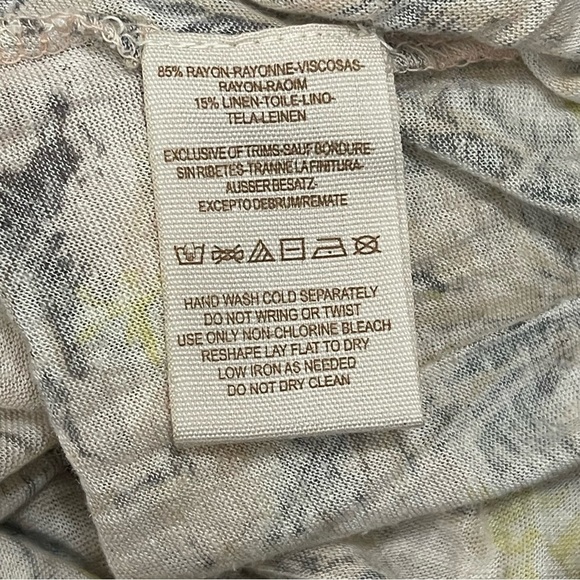 85% RAYON-RAYONNE-VISCOSAS-
RAYON-RAOIM
15% LINEN-TOILE-LINO-
TELA-LEINEN
EXCLUSIVE OF TRIMS-SAUF BORDURE
SIN RIBETES-TRANNE LA FINITURA-
AUSSER BESATZ-
EXCEPTO DEBRUM/REMATE
HAND WASH COLD SEPARATELY
DO NOT WRING OR TWIST
USE ONLY NON-CHLORINE BLEACH
RESHAPE LAY FLAT TO DRY
LOW IRON AS NEEDED
DO NOT DRY CLEAN